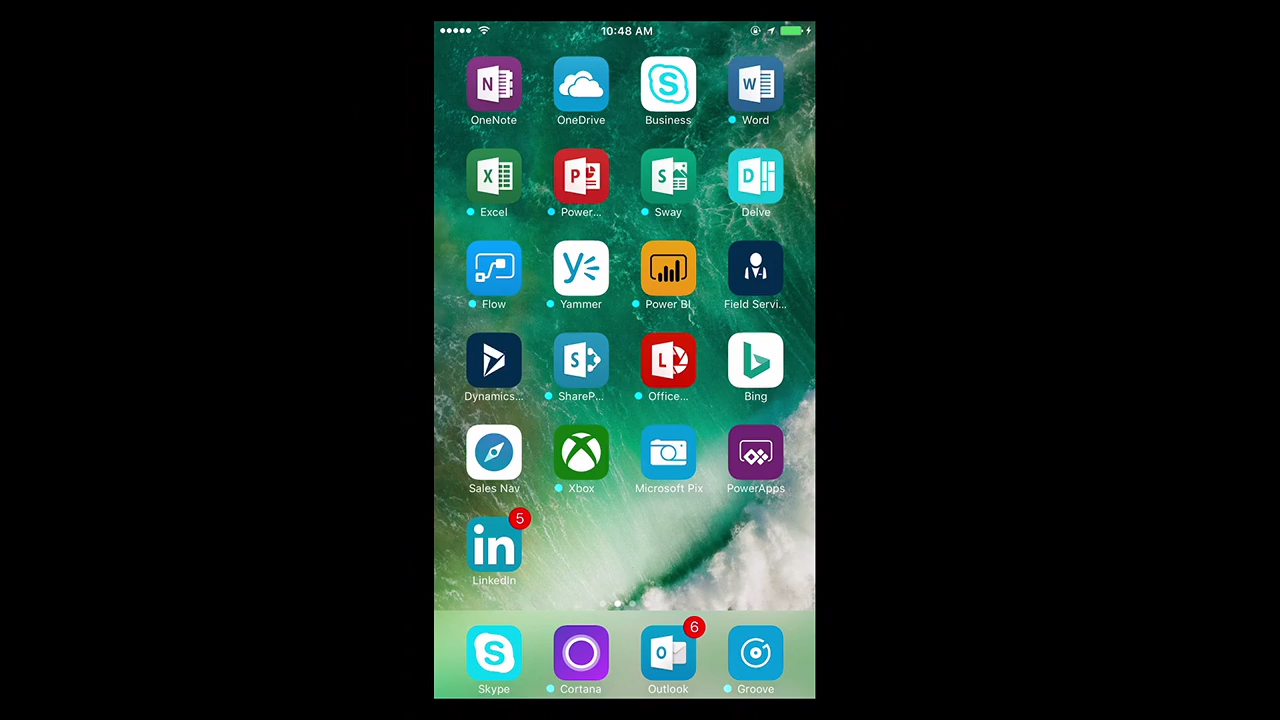 10:48 AM
N
S
W
OneNote OneDrive Business Word
X P S D
Excel Power... Sway Delve
Flow Yammer Power BI Field Servi...
S L
Dynamics... ShareP... Office... Bing
Sales Nav Xbox Microsoft Pix PowerApps
5
in
LinkedIn
6
S O
Skype Cortana Outlook Groove